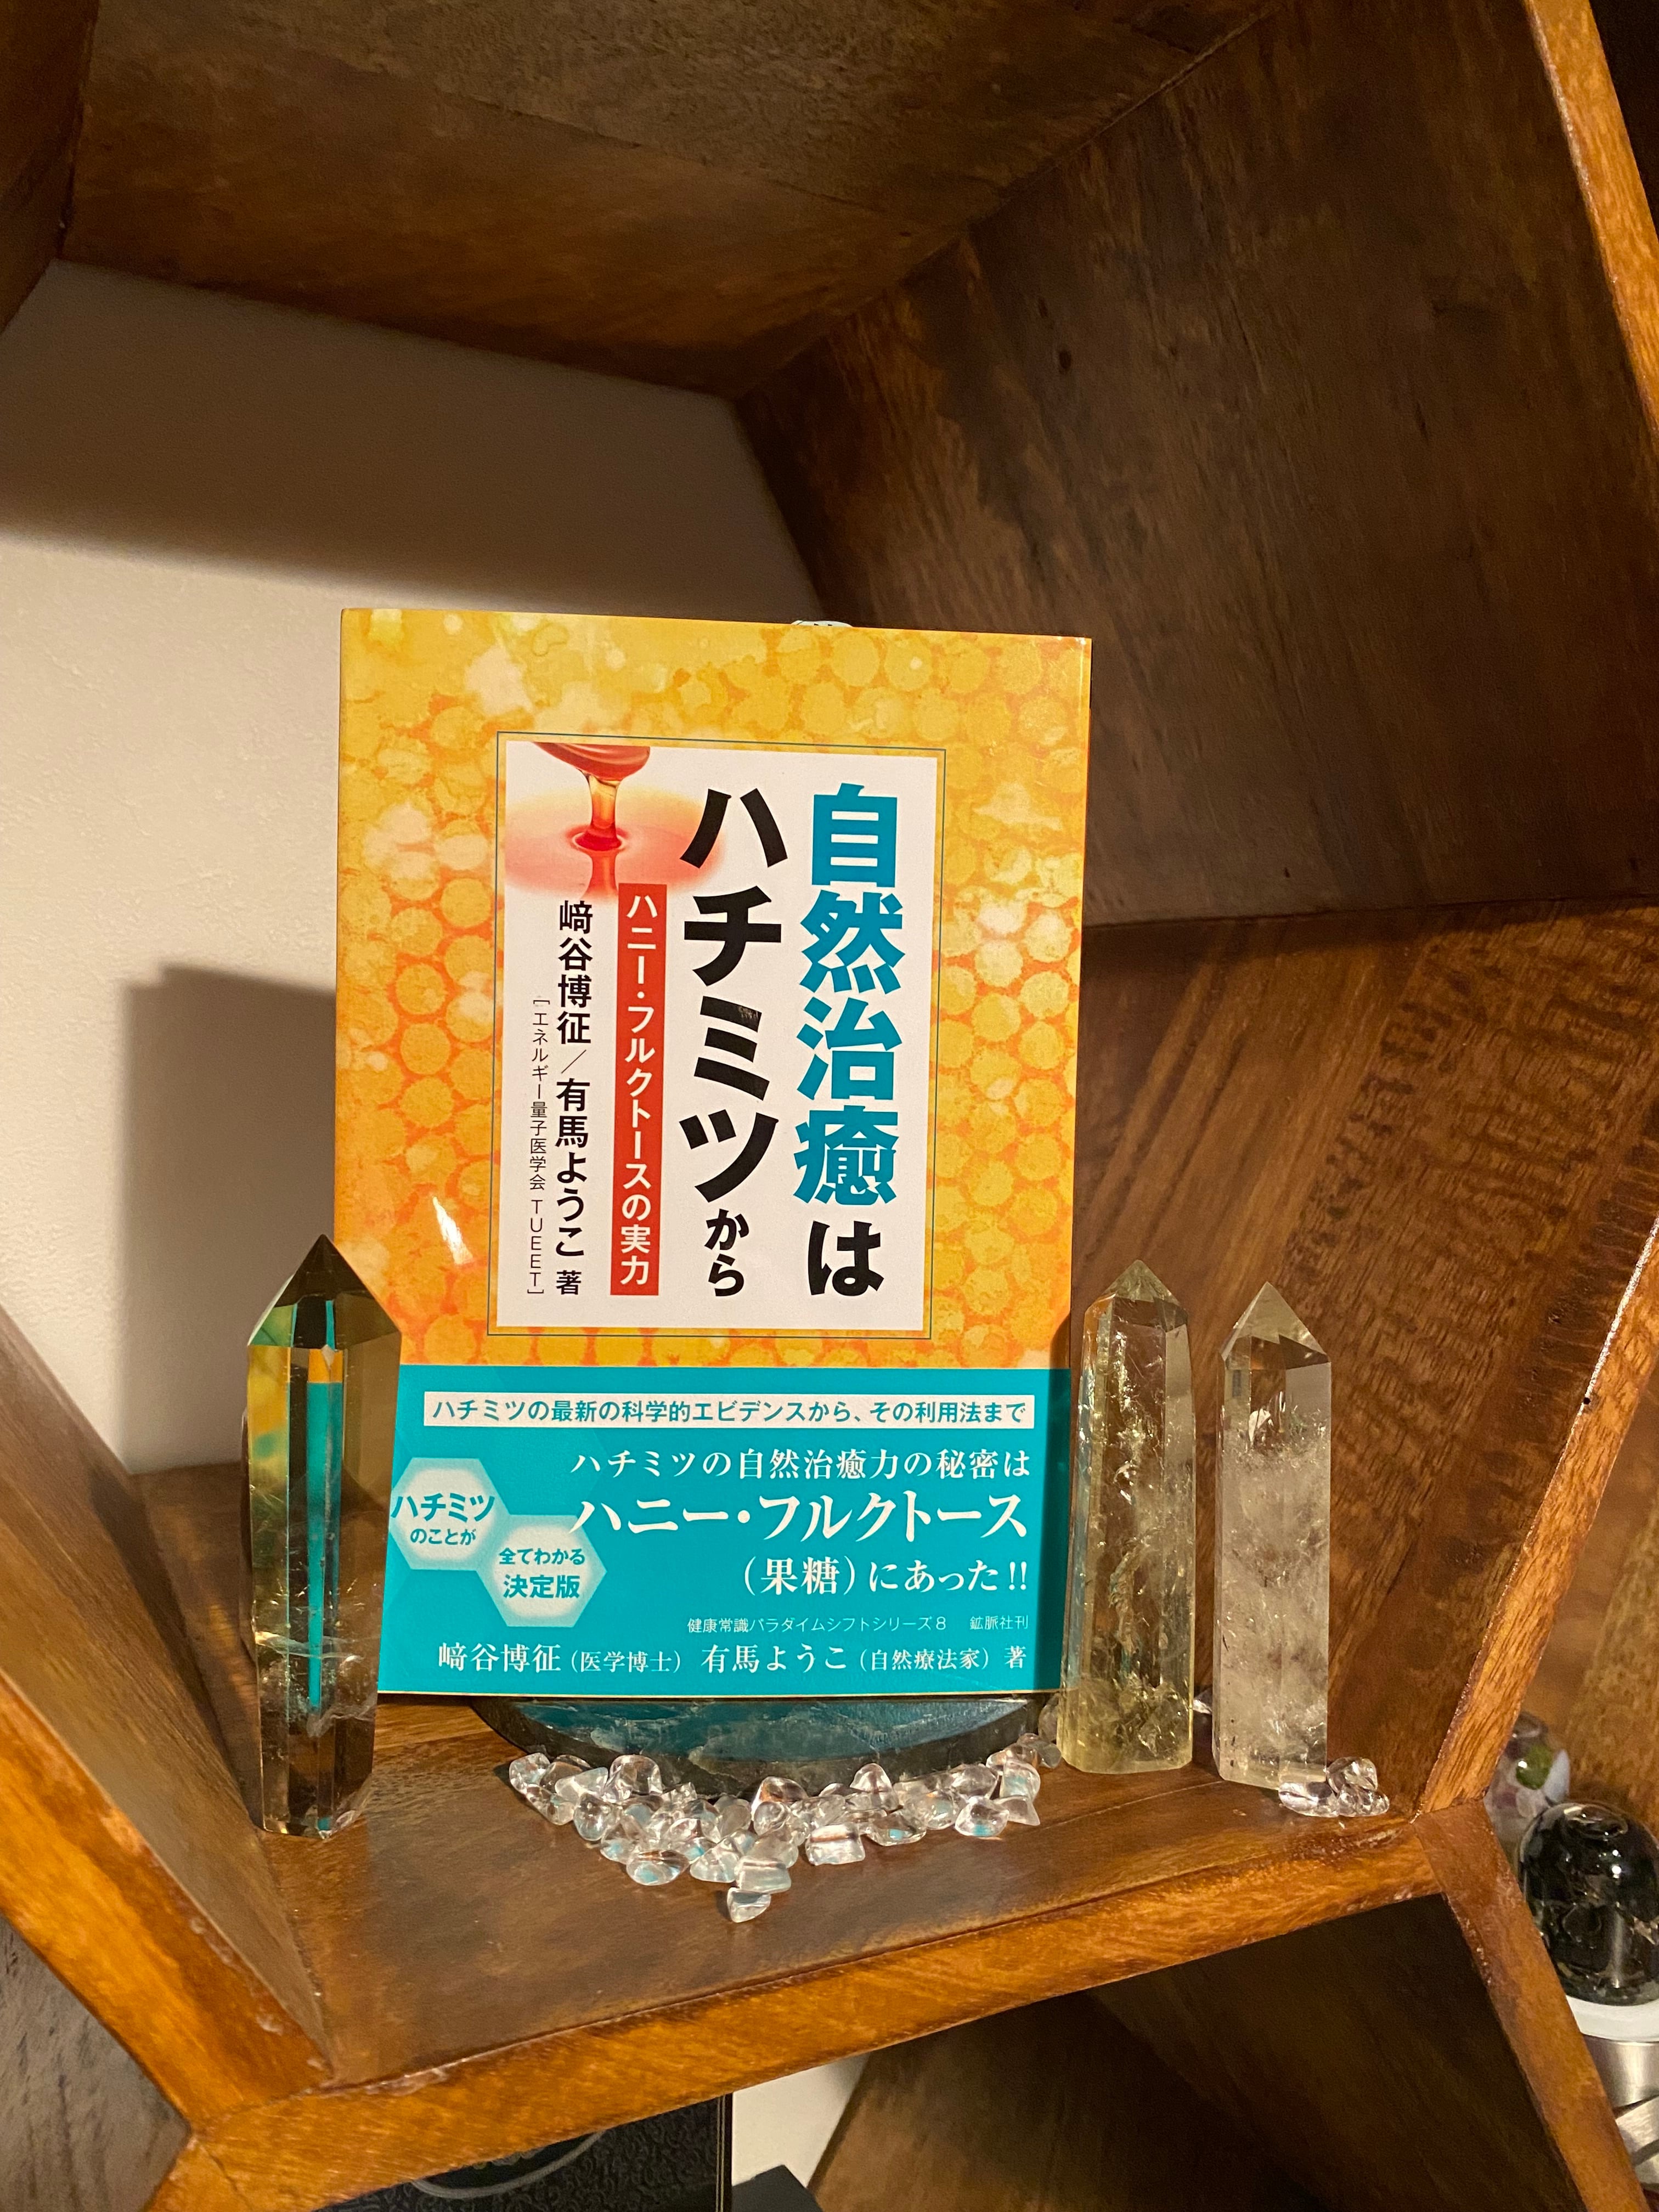 自然治癒は
ハチミツから
ハニー・フルクトースの実力
﨑谷博征／有馬ようこ 著
［エネルギー量子医学会 TUEET］
ハチミツの最新の科学的エビデンスから、その利用法まで
ハチミツの自然治癒力の秘密は
ハニー・フルクトース
（果糖）にあった!!
ハチミツ
のことが
全てわかる
決定版
健康常識パラダイムシフトシリーズ8 鉱脈社刊
﨑谷博征（医学博士） 有馬ようこ（自然療法家）著